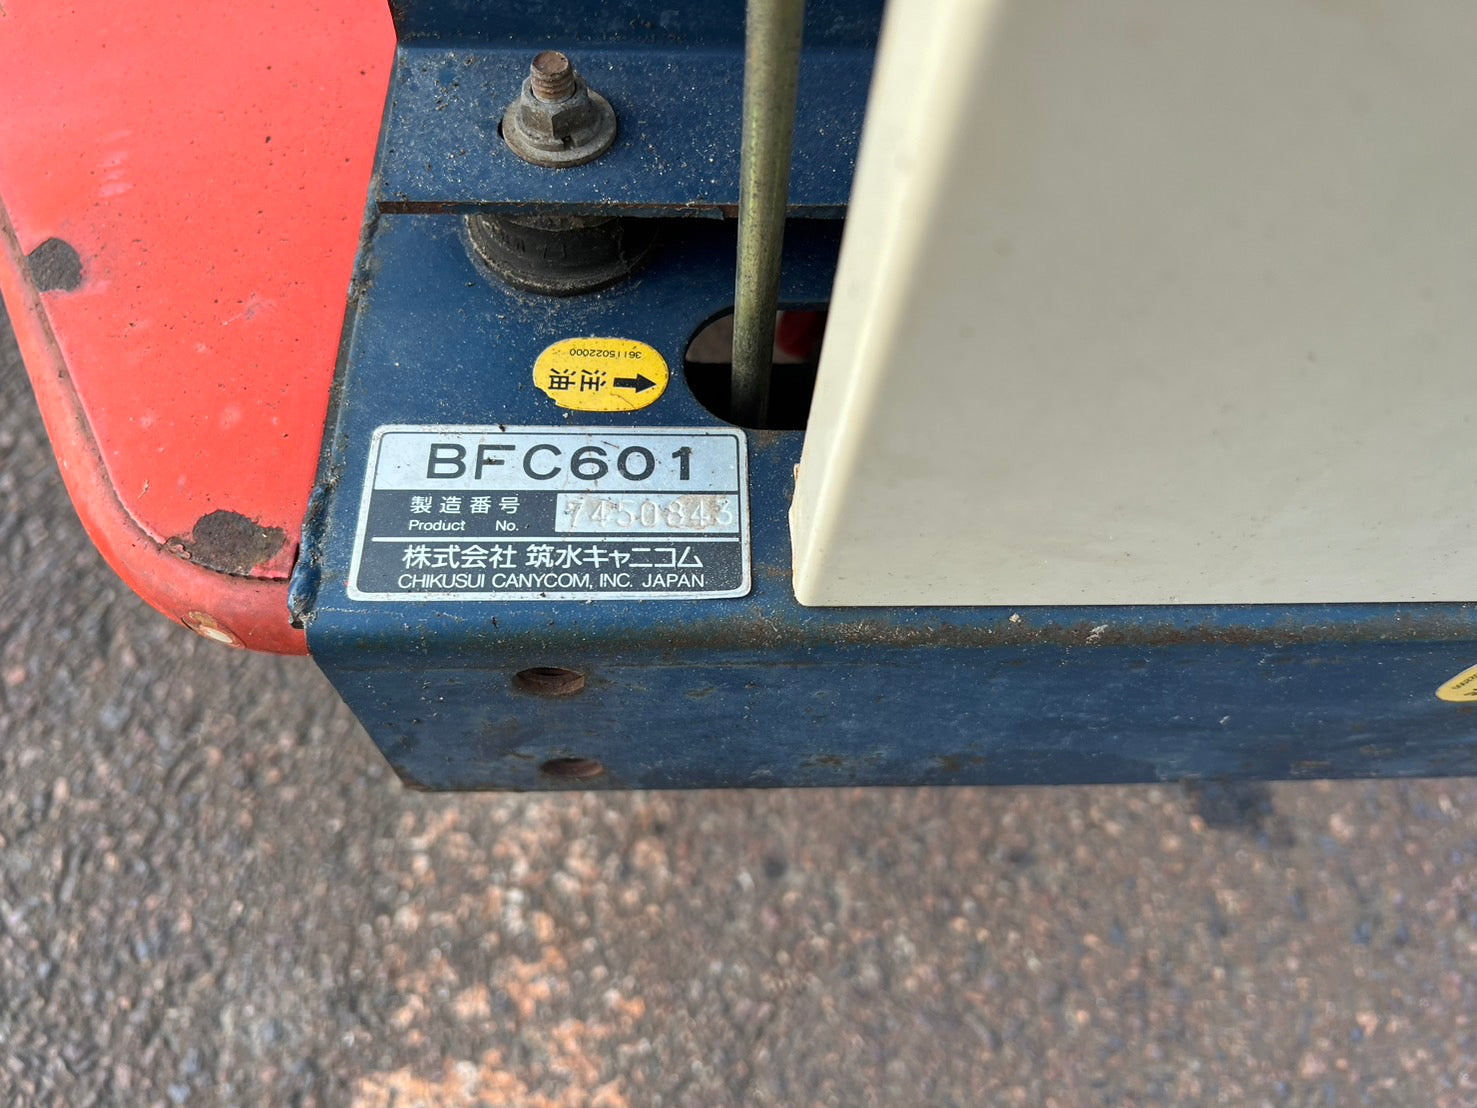 36115022000
注油
BFC601
製造番号 7450843
Product No.
株式会社 筑水キャニコム
CHIKUSUI CANYCOM, INC. JAPAN